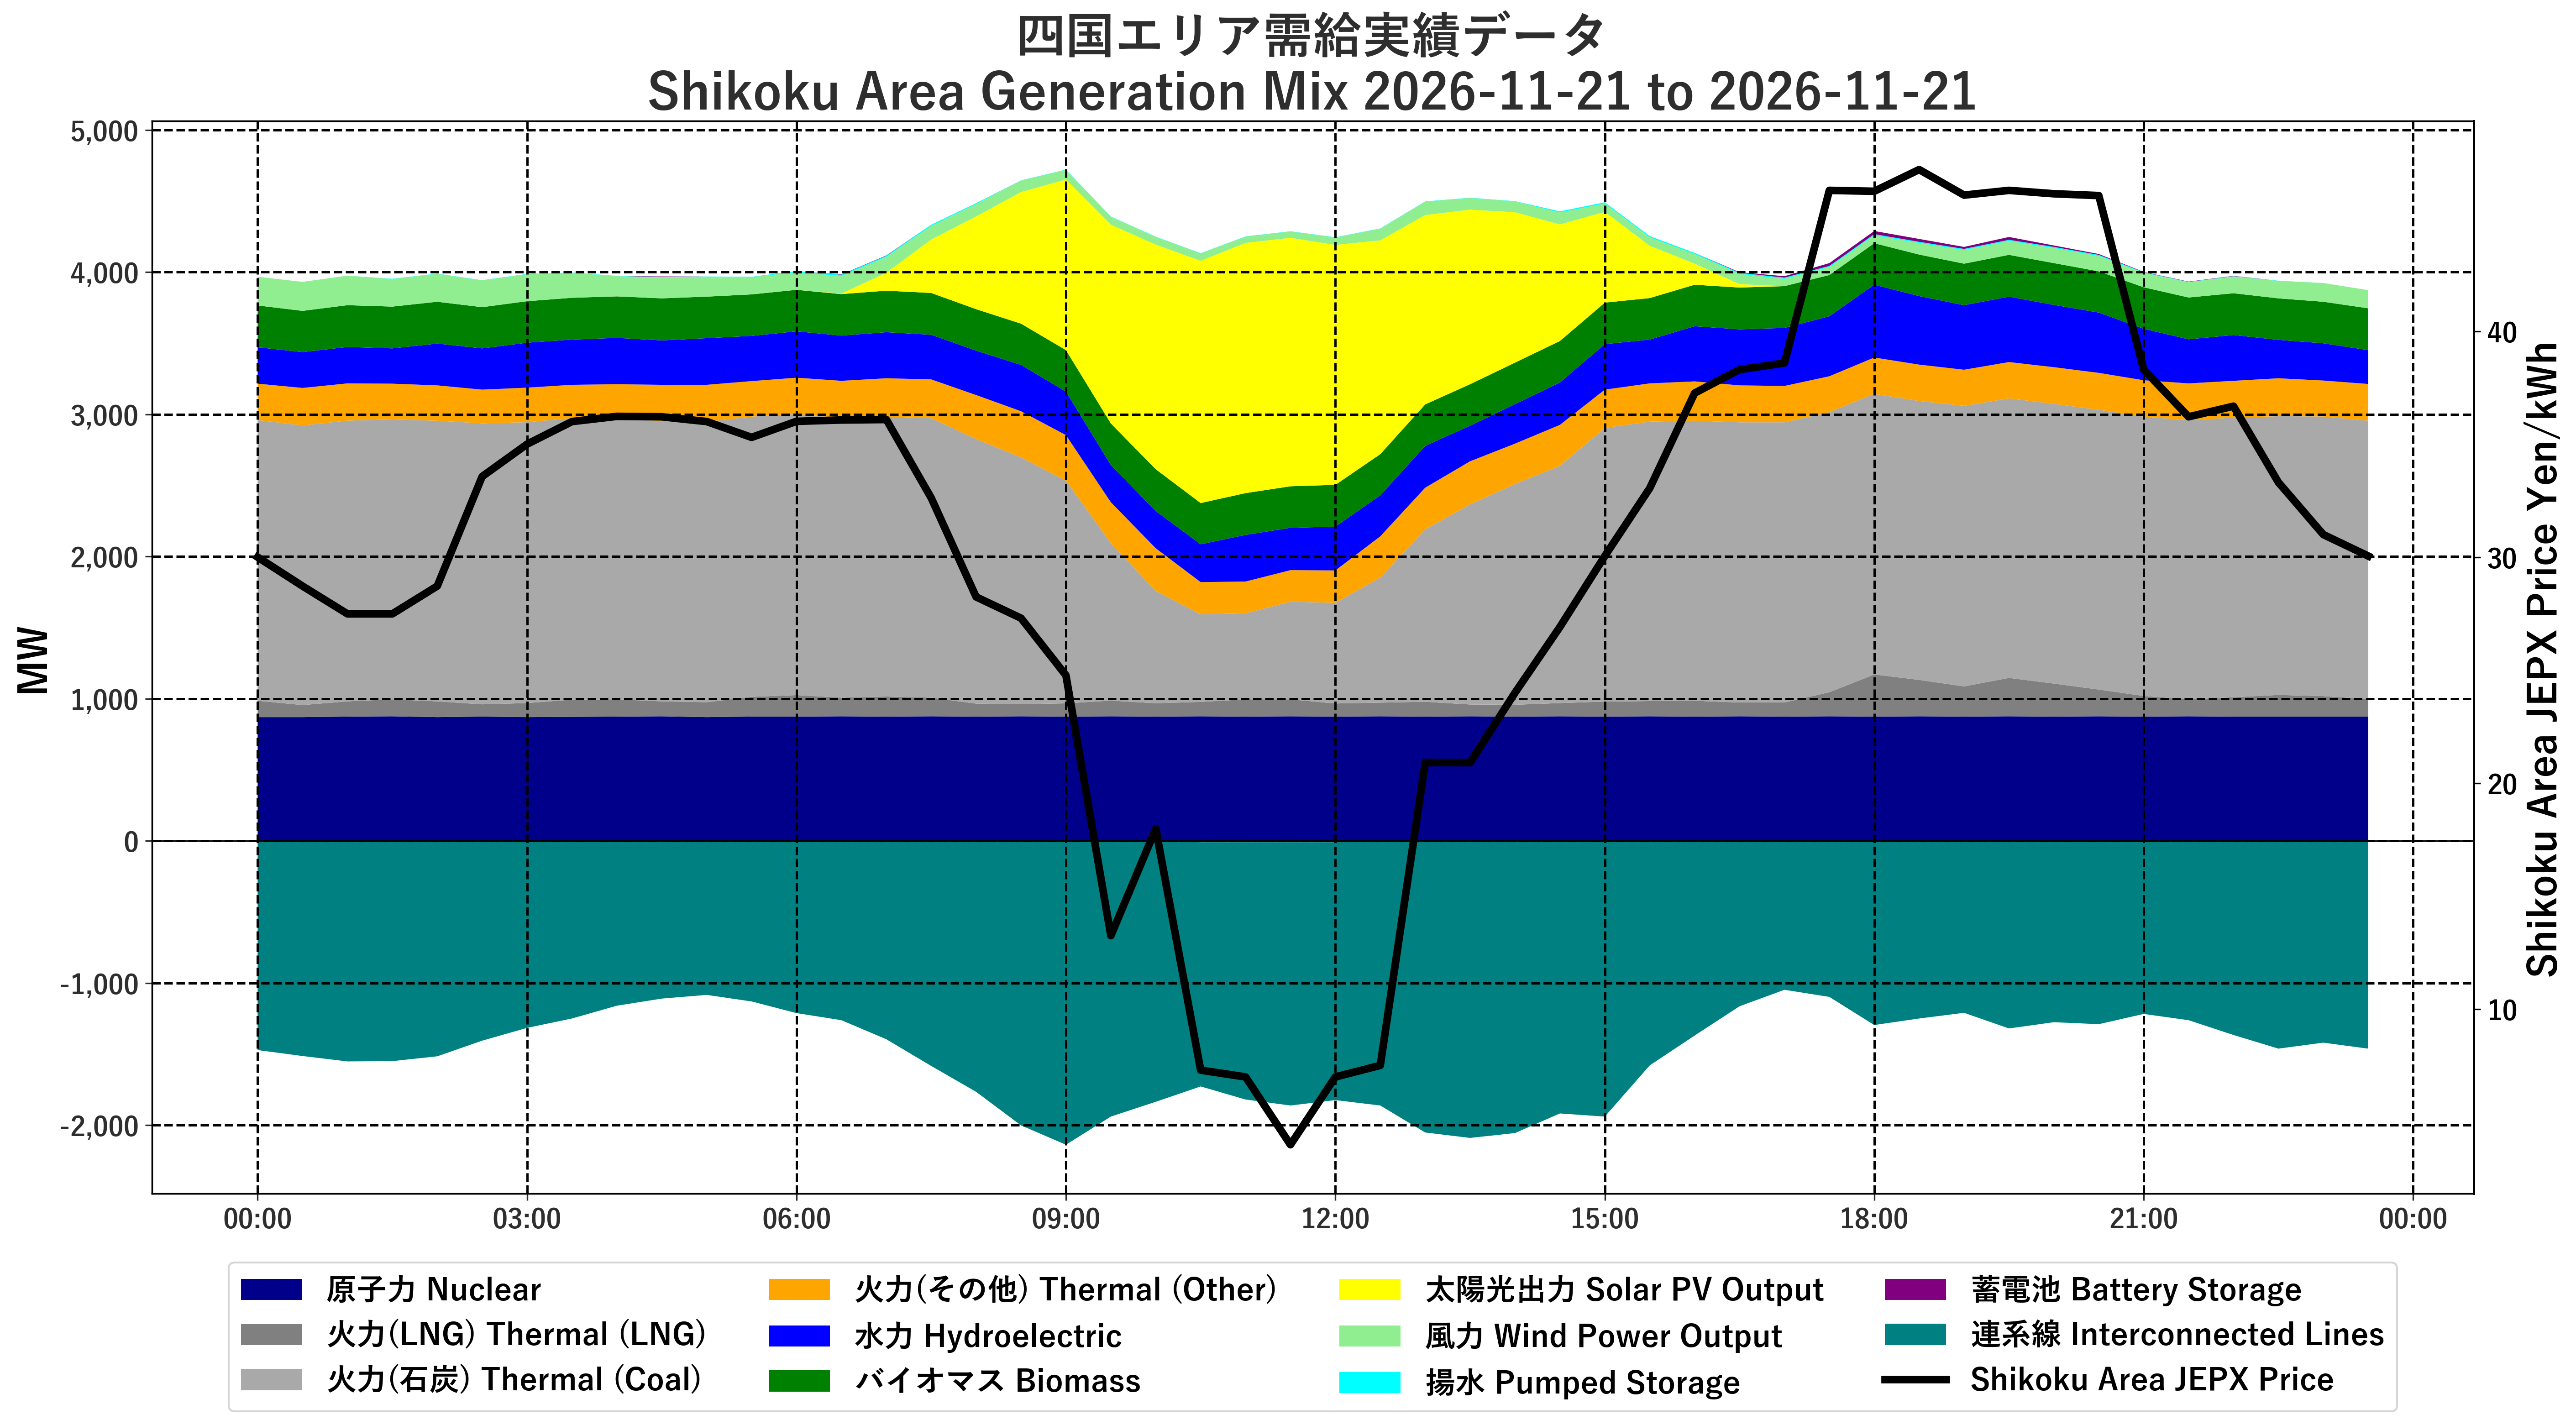 四国エリア需給実績データ
Shikoku Area Generation Mix 2026-11-21 to 2026-11-21
MW
5,000
4,000
3,000
2,000
1,000
0
-1,000
-2,000
40
30
20
10
Shikoku Area JEPX Price Yen/kWh
00:00 03:00 06:00 09:00 12:00 15:00 18:00 21:00 00:00
原子力 Nuclear
火力(LNG) Thermal (LNG)
火力(石炭) Thermal (Coal)
火力(その他) Thermal (Other)
水力 Hydroelectric
バイオマス Biomass
太陽光出力 Solar PV Output
風力 Wind Power Output
揚水 Pumped Storage
蓄電池 Battery Storage
連系線 Interconnected Lines
Shikoku Area JEPX Price